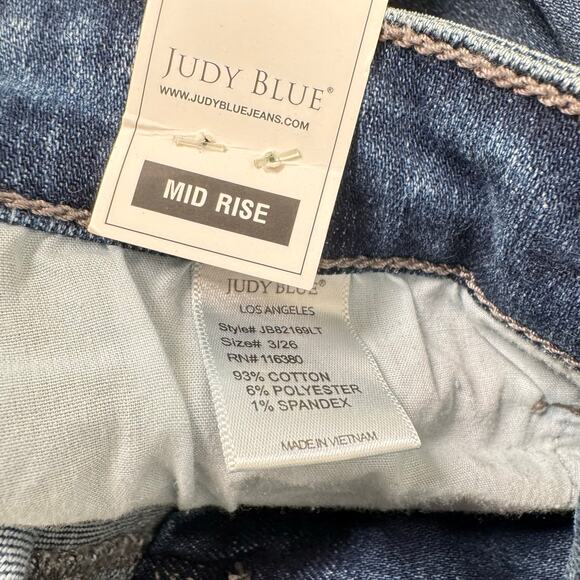 JUDY BLUE®
WWW.JUDYBLUEJEANS.COM
MID RISE
JUDY BLUE®
LOS ANGELES
Style# JB82169LT
Size# 3/26
RN# 116380
93% COTTON
6% POLYESTER
1% SPANDEX
MADE IN VIETNAM